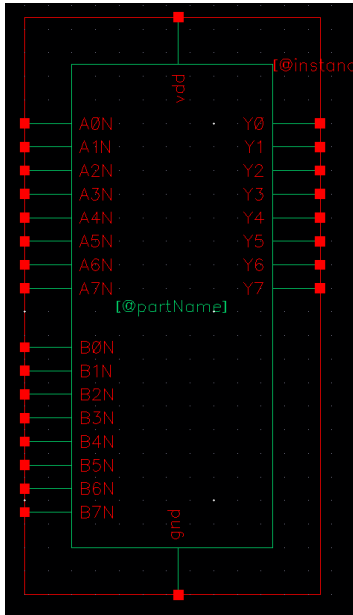 vdd
[@instanc
A0N Y0
A1N Y1
A2N Y2
A3N Y3
A4N Y4
A5N Y5
A6N Y6
A7N Y7
[@partName]
B0N
B1N
B2N
B3N
B4N
B5N
B6N
B7N
gnd